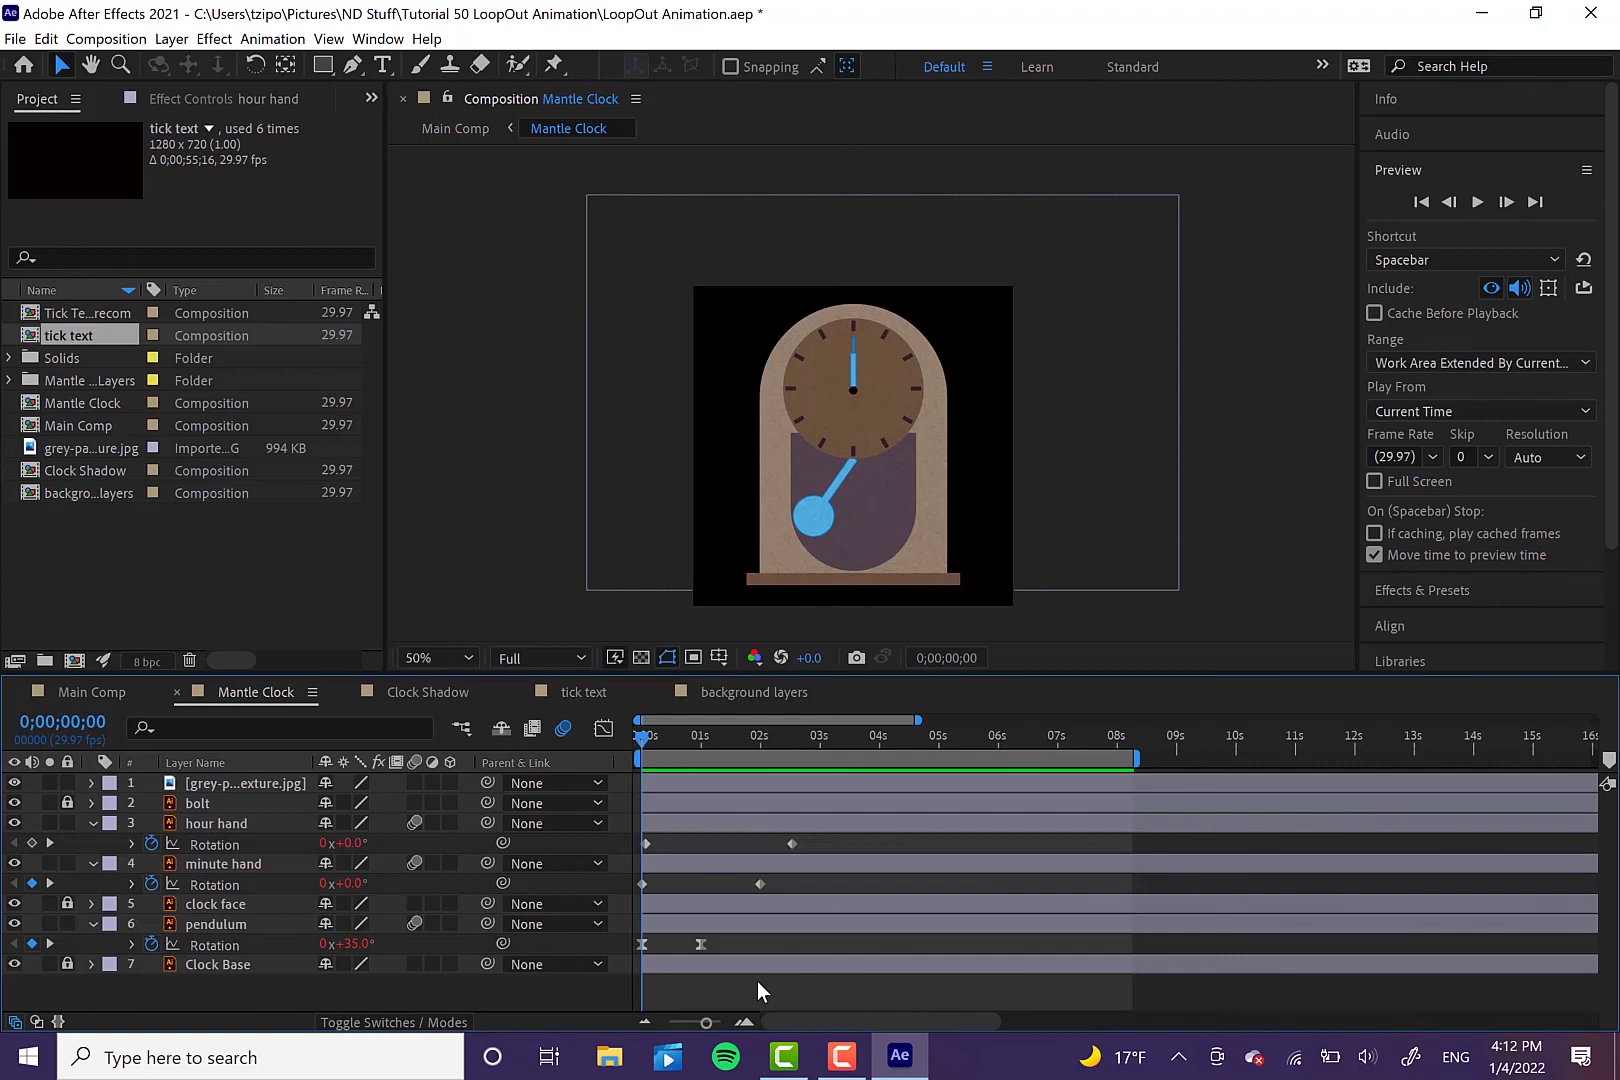 Ae Adobe After Effects 2021 - C:\Users\tzipo\Pictures\ND Stuff\Tutorial 50 LoopOut Animation\LoopOut Animation.aep *
File Edit Composition Layer Effect Animation View Window Help
Snapping Default Learn Standard Search Help
Project Effect Controls hour hand
Composition Mantle Clock
Main Comp Mantle Clock
tick text , used 6 times
1280 x 720 (1.00)
Δ 0;00;55;16, 29.97 fps
Name Type Size Frame R...
Tick Te...recom Composition 29.97
tick text Composition 29.97
Solids Folder
Mantle ...Layers Folder
Mantle Clock Composition 29.97
Main Comp Composition 29.97
grey-pa...ure.jpg Importe...G 994 KB
Clock Shadow Composition 29.97
backgro...layers Composition 29.97
8 bpc
50% Full +0.0 0;00;00;00
Info
Audio
Preview
Shortcut
Spacebar
Include:
Cache Before Playback
Range
Work Area Extended By Current...
Play From
Current Time
Frame Rate Skip Resolution
(29.97) 0 Auto
Full Screen
On (Spacebar) Stop:
If caching, play cached frames
Move time to preview time
Effects & Presets
Align
Libraries
Main Comp Mantle Clock Clock Shadow tick text background layers
0;00;00;00
00000 (29.97 fps)
:00s 01s 02s 03s 04s 05s 06s 07s 08s 09s 10s 11s 12s 13s 14s 15s 16s
# Layer Name fx Parent & Link
1 [grey-p...exture.jpg] None
2 Ai bolt None
3 Ai hour hand None
Rotation 0x+0.0°
4 Ai minute hand None
Rotation 0x+0.0°
5 Ai clock face None
6 Ai pendulum None
Rotation 0x+35.0°
7 Ai Clock Base None
Toggle Switches / Modes
Type here to search
Ae
17°F
ENG
4:12 PM
1/4/2022